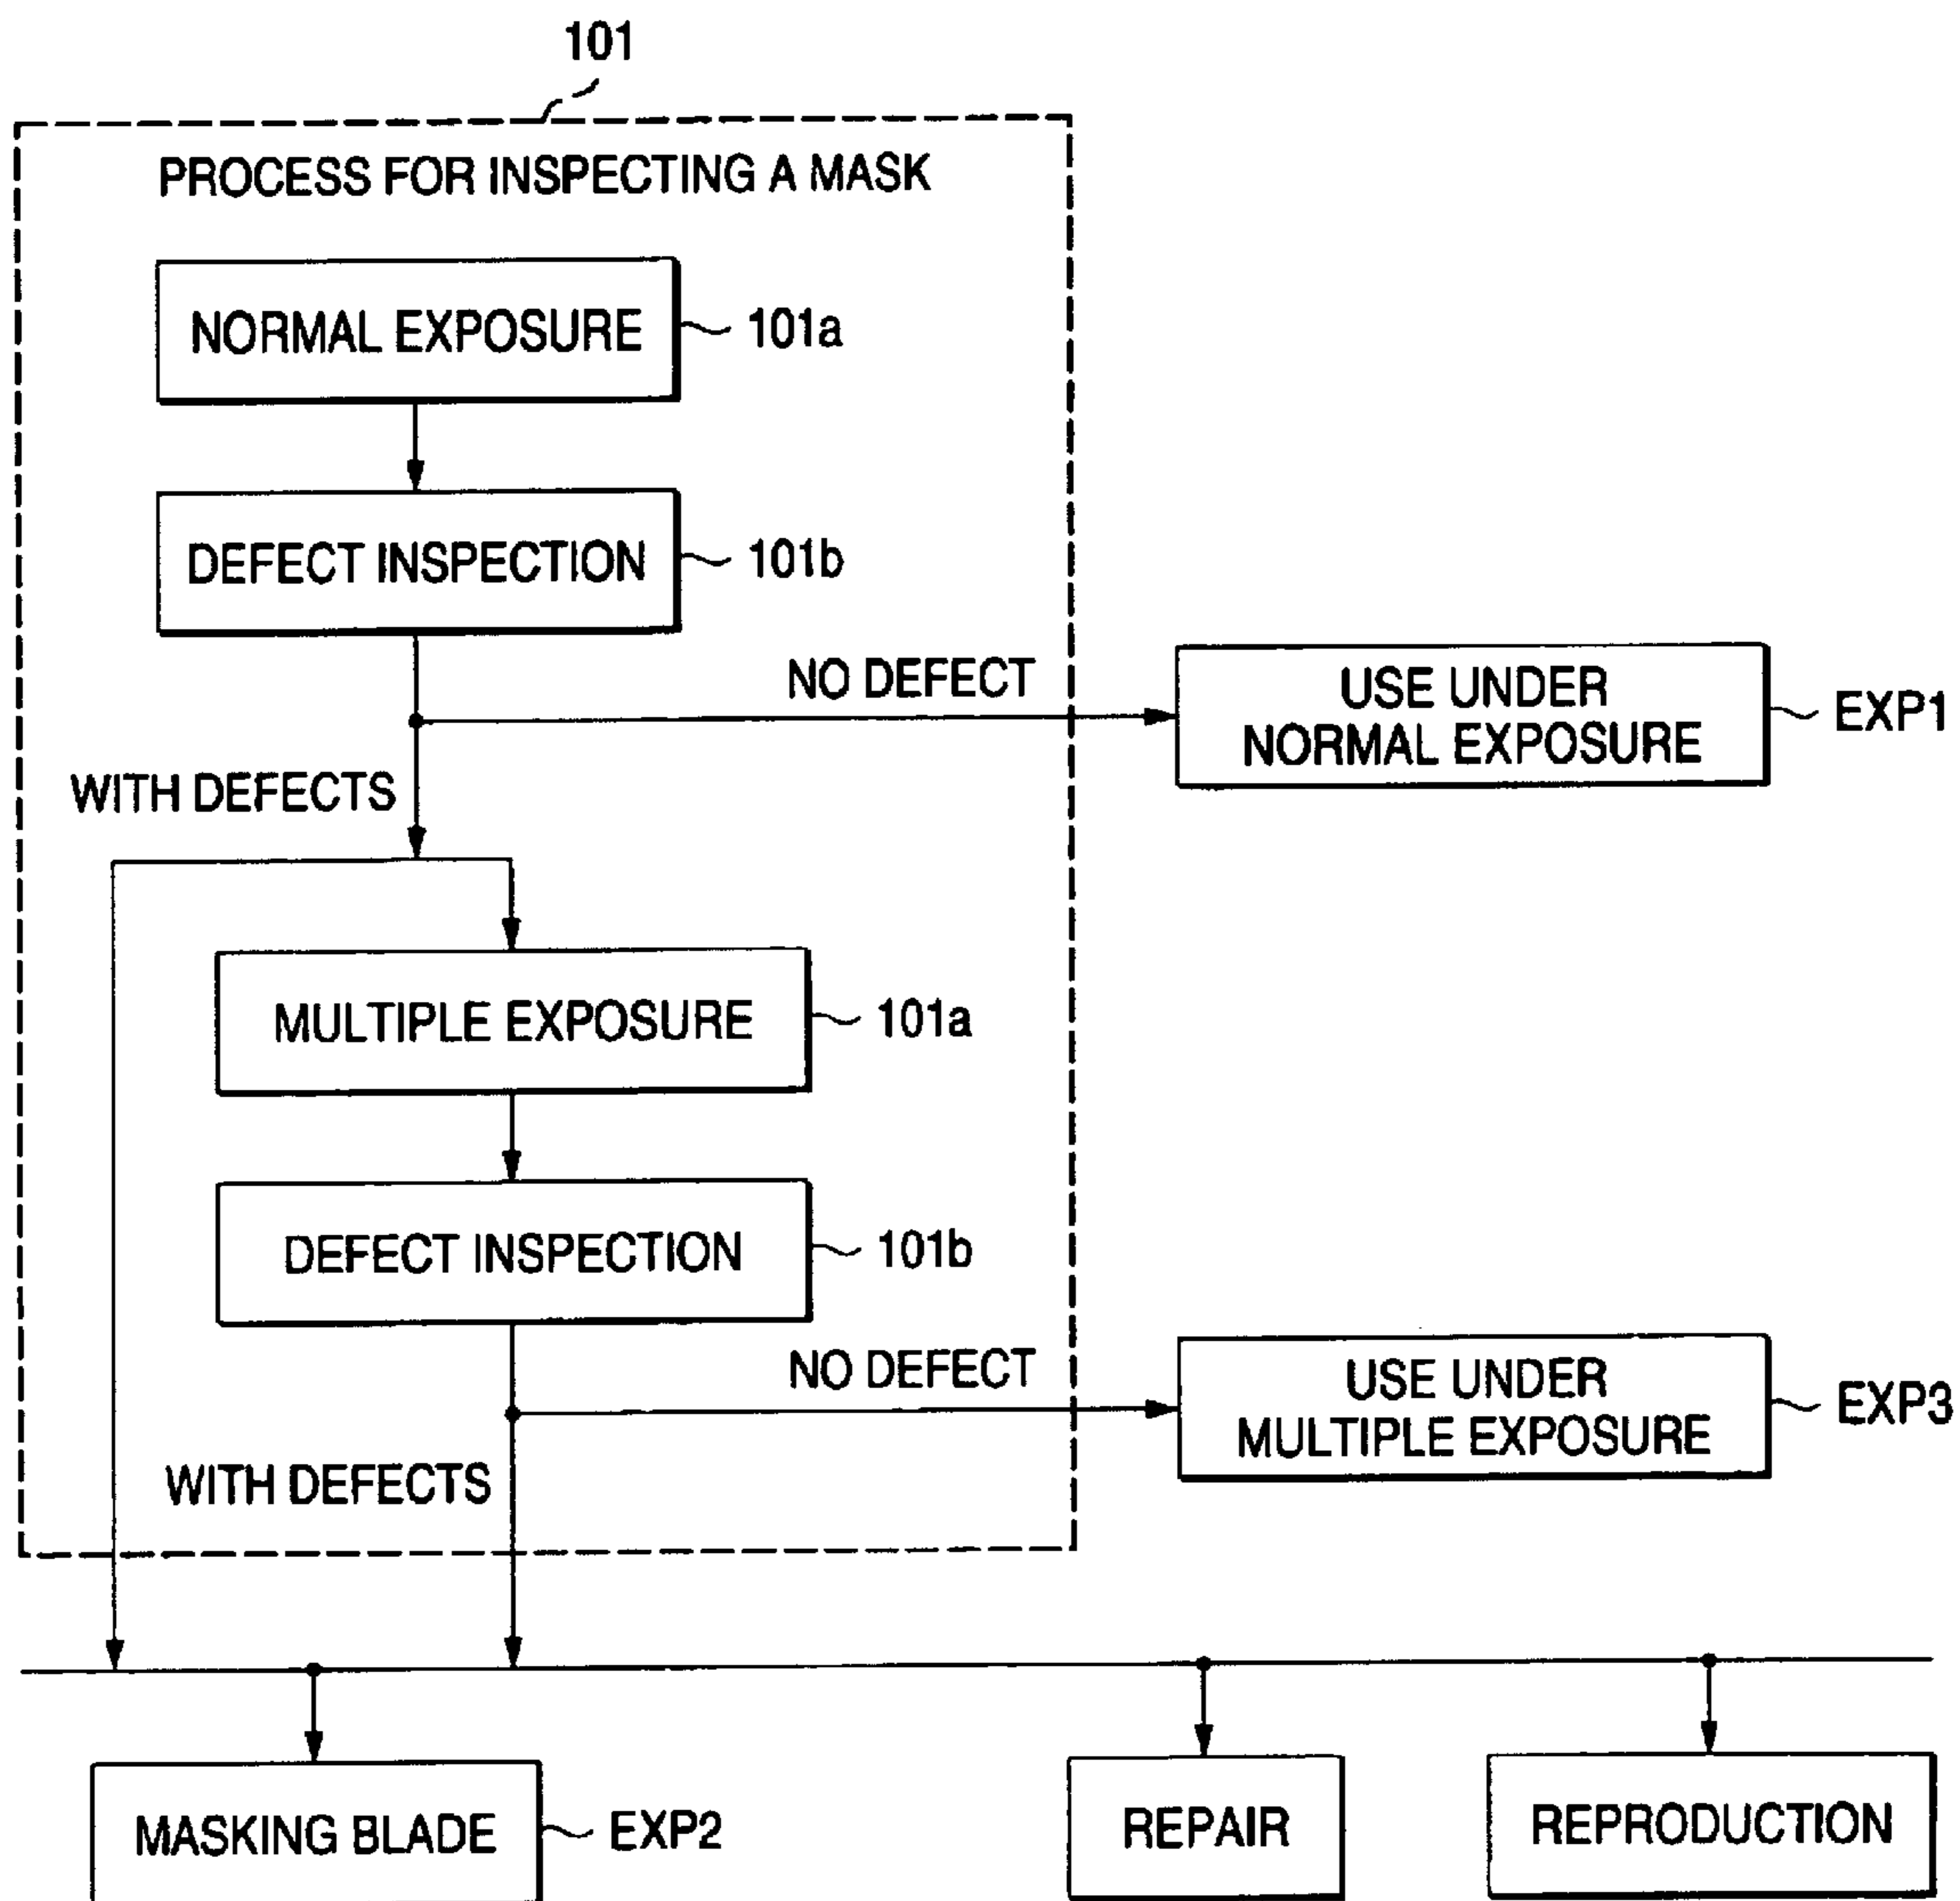 101
PROCESS FOR INSPECTING A MASK
NORMAL EXPOSURE
101a
DEFECT INSPECTION
101b
NO DEFECT
USE UNDER
NORMAL EXPOSURE
EXP1
WITH DEFECTS
MULTIPLE EXPOSURE
101a
DEFECT INSPECTION
101b
NO DEFECT
USE UNDER
MULTIPLE EXPOSURE
EXP3
WITH DEFECTS
MASKING BLADE
EXP2
REPAIR
REPRODUCTION